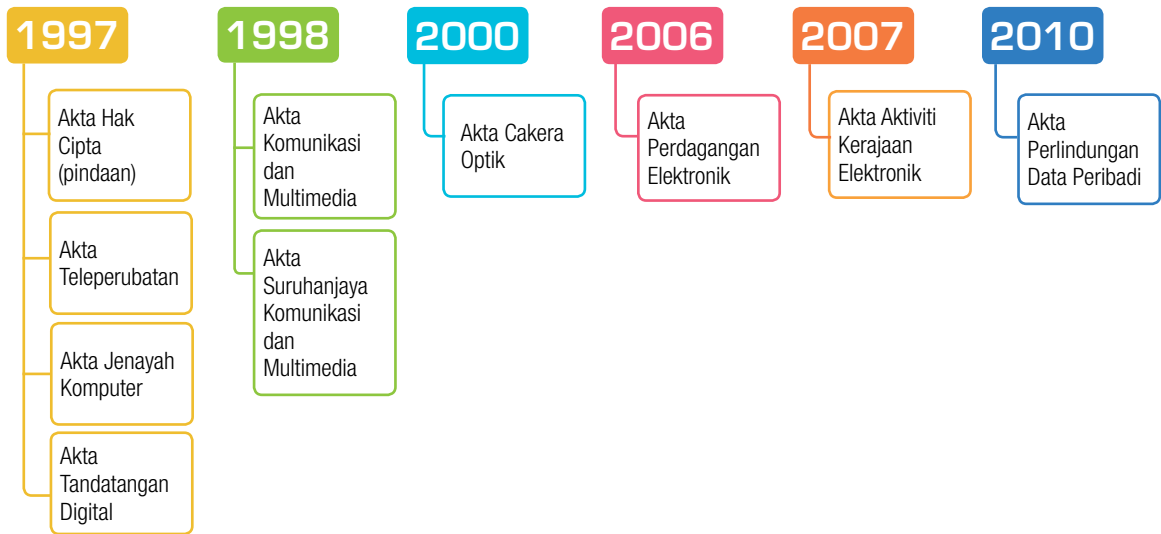 1997
Akta Hak
Cipta
(pindaan)
Akta
Teleperubatan
Akta Jenayah
Komputer
Akta
Tandatangan
Digital
1998
Akta
Komunikasi
dan
Multimedia
Akta
Suruhanjaya
Komunikasi
dan
Multimedia
2000
Akta Cakera
Optik
2006
Akta
Perdagangan
Elektronik
2007
Akta Aktiviti
Kerajaan
Elektronik
2010
Akta
Perlindungan
Data Peribadi